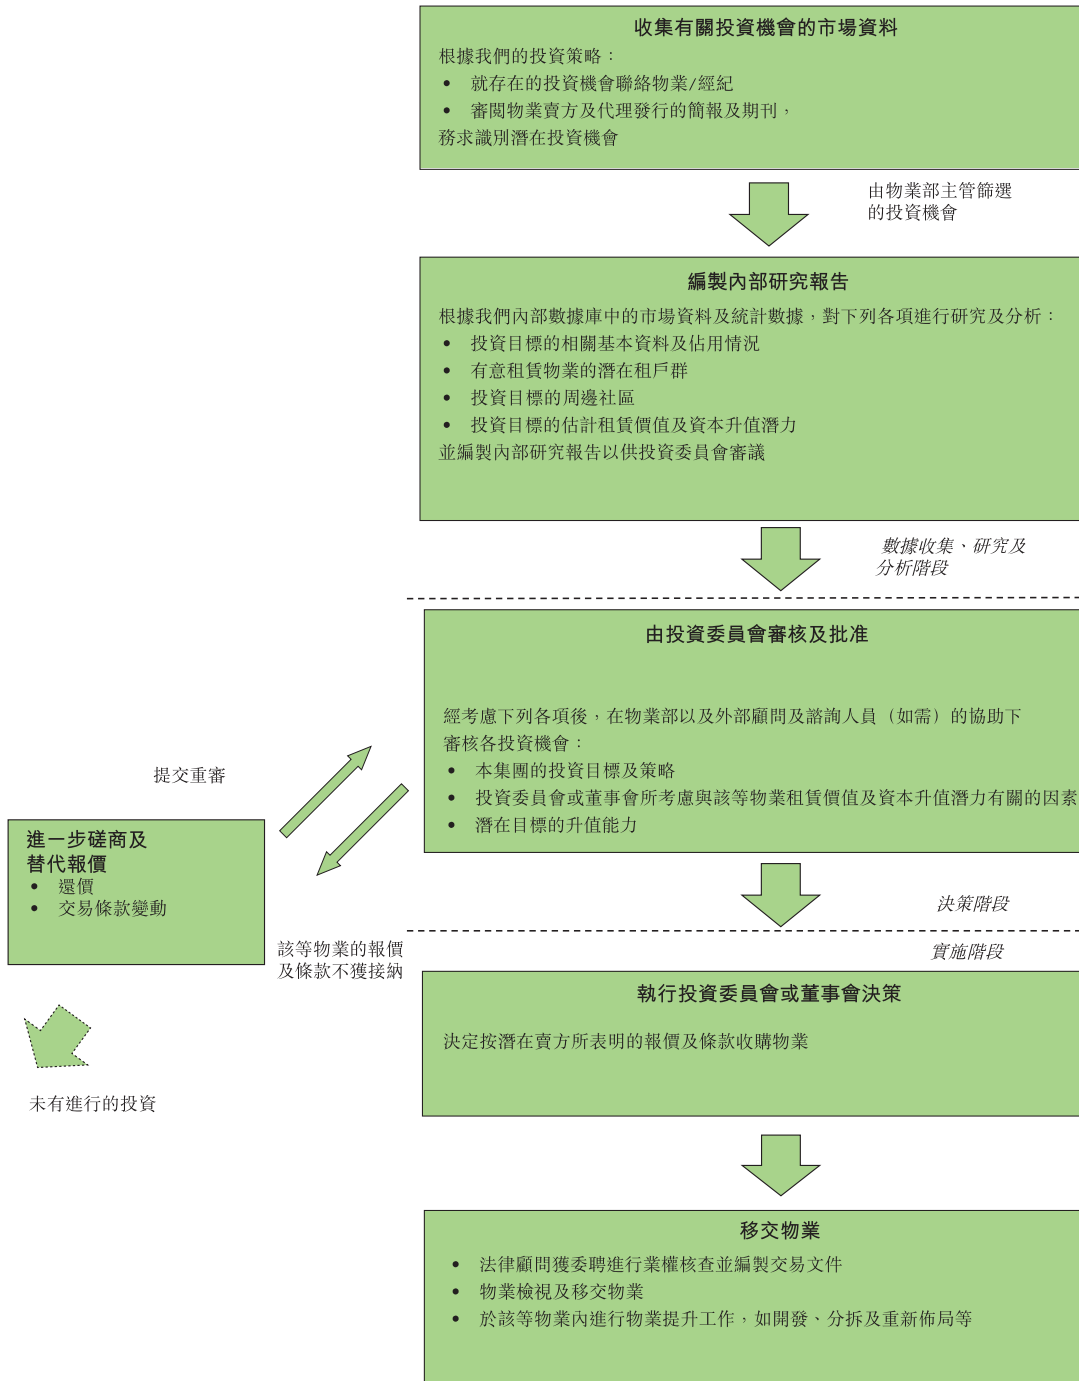 收集有關投資機會的市場資料
根據我們的投資策略：
• 就存在的投資機會聯絡物業/經紀
• 審閱物業賣方及代理發行的簡報及期刊，
務求識別潛在投資機會
由物業部主管篩選
的投資機會
編製內部研究報告
根據我們內部數據庫中的市場資料及統計數據，對下列各項進行研究及分析：
• 投資目標的相關基本資料及佔用情況
• 有意租賃物業的潛在租戶群
• 投資目標的周邊社區
• 投資目標的估計租賃價值及資本升值潛力
並編製內部研究報告以供投資委員會審議
數據收集、研究及
分析階段
由投資委員會審核及批准
經考慮下列各項後，在物業部以及外部顧問及諮詢人員（如需）的協助下
審核各投資機會：
• 本集團的投資目標及策略
• 投資委員會或董事會所考慮與該等物業租賃價值及資本升值潛力有關的因素
• 潛在目標的升值能力
提交重審
進一步磋商及
替代報價
• 還價
• 交易條款變動
該等物業的報價
及條款不獲接納
未有進行的投資
決策階段
實施階段
執行投資委員會或董事會決策
決定按潛在賣方所表明的報價及條款收購物業
移交物業
• 法律顧問獲委聘進行業權核查並編製交易文件
• 物業檢視及移交物業
• 於該等物業內進行物業提升工作，如開發、分拆及重新佈局等